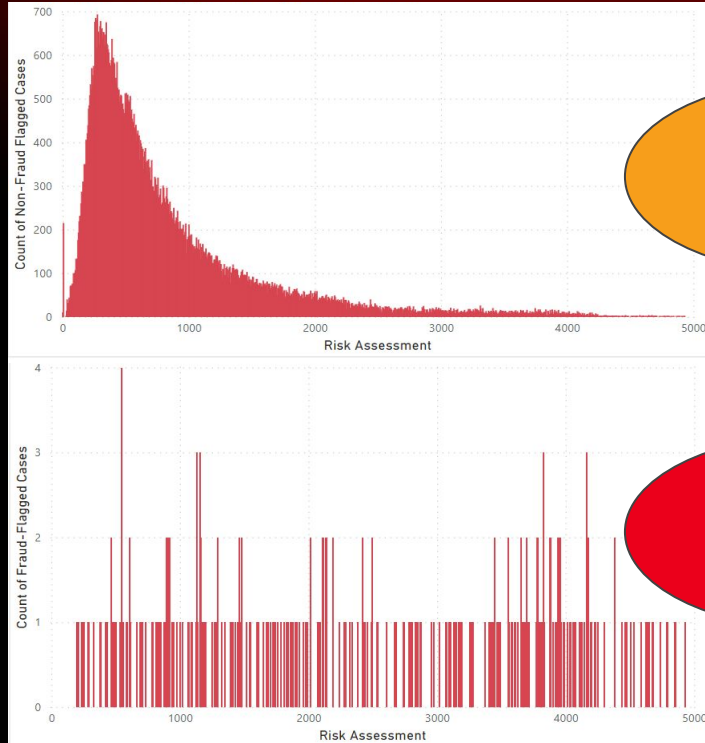 700
600
500
400
300
200
100
0
Count of Non-Fraud Flagged Cases
0 1000 2000 3000 4000 5000
Risk Assessment
4
3
2
1
0
Count of Fraud-Flagged Cases
0 1000 2000 3000 4000 5000
Risk Assessment